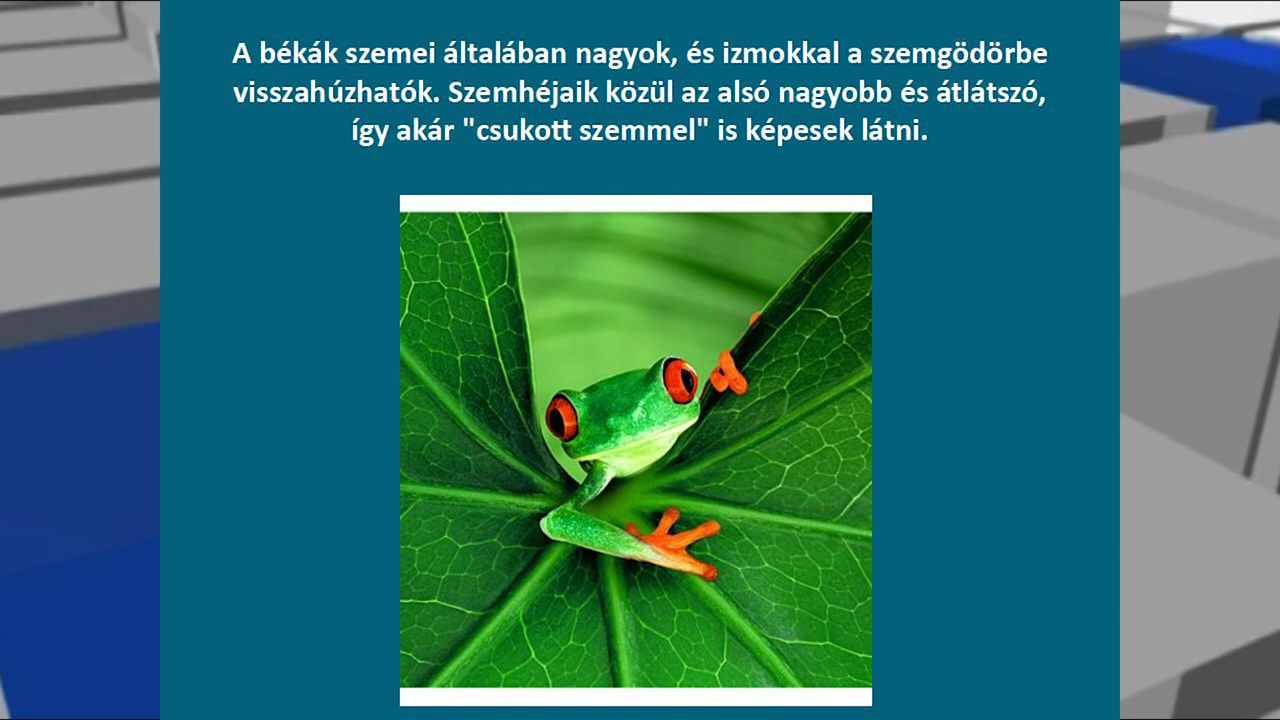 A békák szemei általában nagyok, és izmokkal a szemgödörbe
visszahúzhatók. Szemhéjaik közül az alsó nagyobb és átlátszó,
így akár "csukott szemmel" is képesek látni.